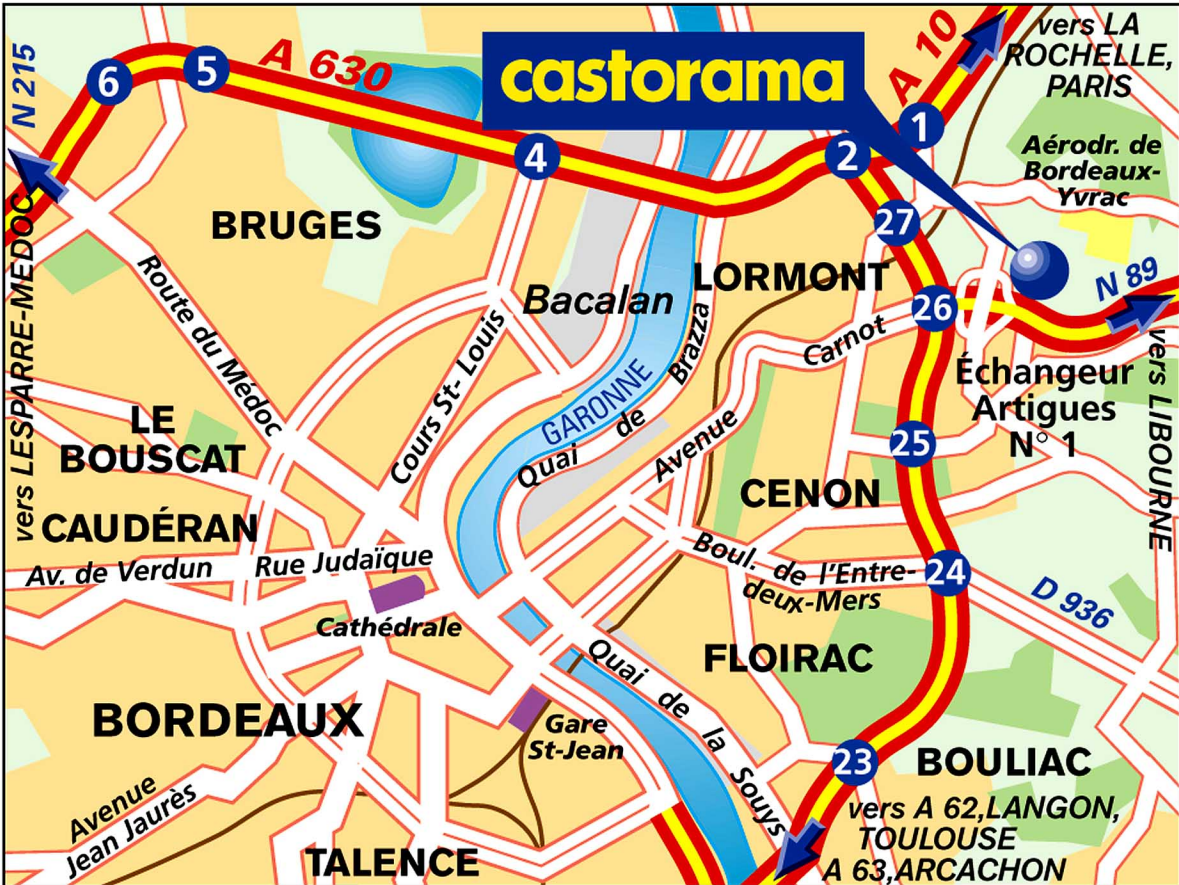 N 215
6
5
A 630
castorama
A 10
vers LA
ROCHELLE,
PARIS
1
2
4
Aérodr. de
Bordeaux-
Yvrac
27
BRUGES
vers LESPARRE-MEDOC
Route du Médoc
Bacalan
LORMONT
26
N 89
vers LIBOURNE
Cours St- Louis
GARONNE
Quai de Brazza
Avenue Carnot
Échangeur
Artigues
N° 1
25
LE
BOUSCAT
CENON
CAUDÉRAN
Av. de Verdun
Rue Judaïque
Boul. de l'Entre-
deux-Mers
24
D 936
Cathédrale
FLOIRAC
BORDEAUX
Quai de la Souys
Gare
St-Jean
23
BOULIAC
Avenue
Jean Jaurès
vers A 62,LANGON,
TOULOUSE
A 63,ARCACHON
TALENCE